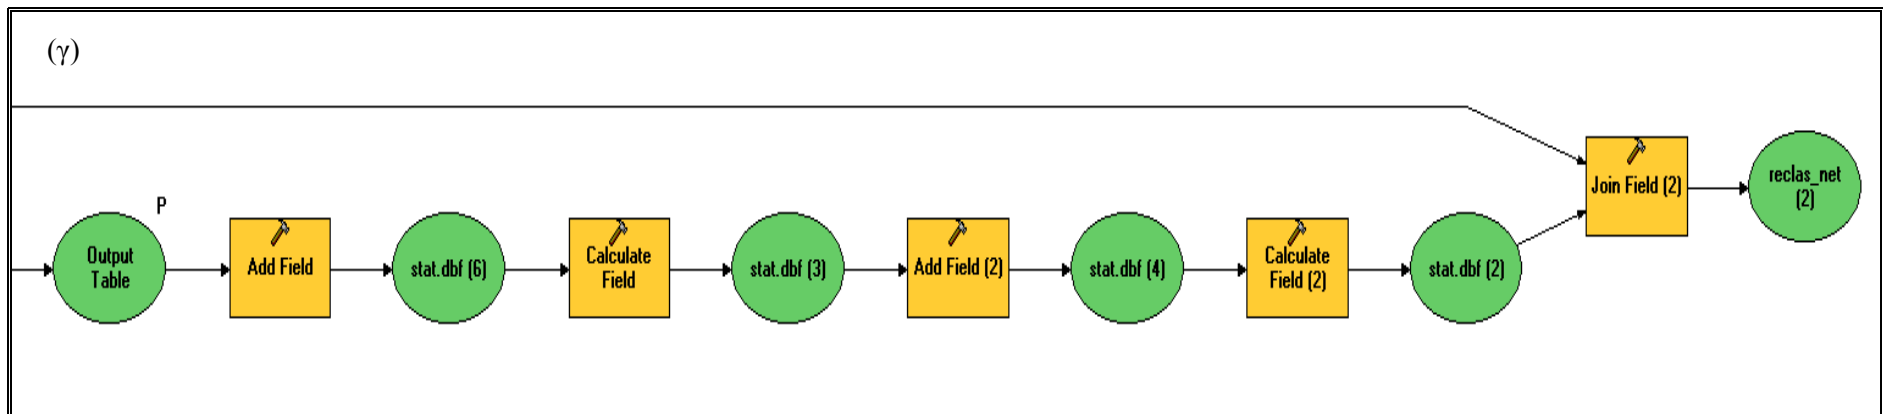 (γ)
P
Output
Table
Add Field
stat.dbf (6)
Calculate
Field
stat.dbf (3)
Add Field (2)
stat.dbf (4)
Calculate
Field (2)
stat.dbf (2)
Join Field (2)
reclas_net
(2)